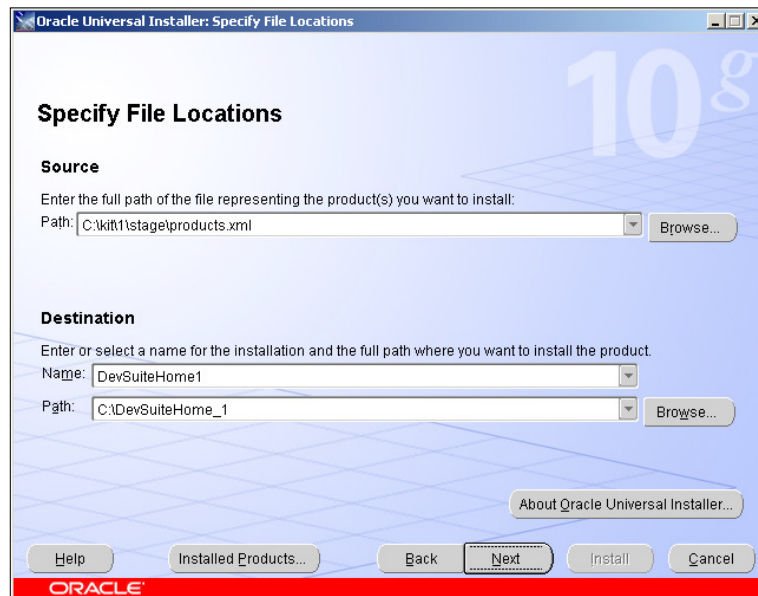 Oracle Universal Installer: Specify File Locations
10g
Specify File Locations
Source
Enter the full path of the file representing the product(s) you want to install:
Path: C:\kit\1\stage\products.xml Browse...
Destination
Enter or select a name for the installation and the full path where you want to install the product.
Name: DevSuiteHome1
Path: C:\DevSuiteHome_1 Browse...
About Oracle Universal Installer...
Help Installed Products... Back Next Install Cancel
ORACLE